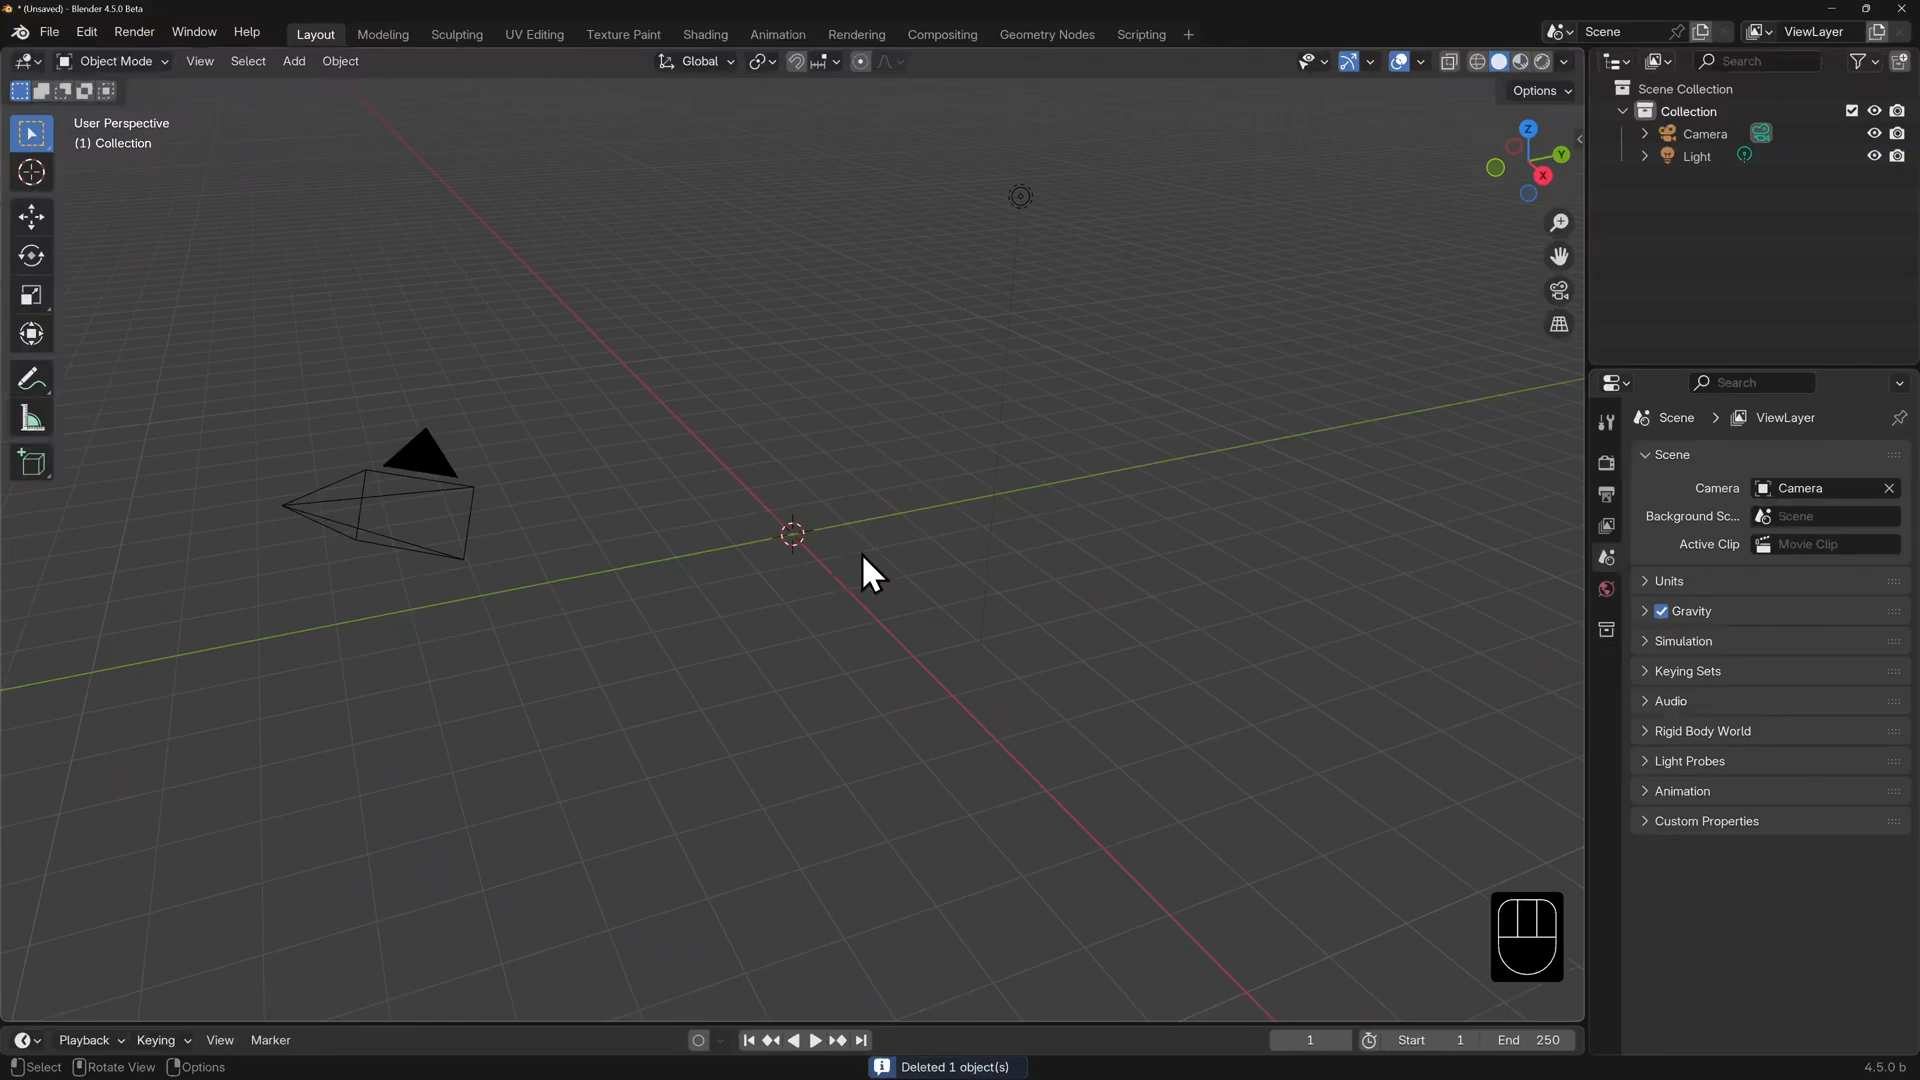 * (Unsaved) - Blender 4.5.0 Beta
File Edit Render Window Help Layout Modeling Sculpting UV Editing Texture Paint Shading Animation Rendering Compositing Geometry Nodes Scripting + Scene ViewLayer
Object Mode View Select Add Object Global Search
Options
User Perspective
(1) Collection
Z
Y
X
Scene Collection
Collection
Camera
Light
Search
Scene > ViewLayer
Scene
Camera Camera
Background Sc... Scene
Active Clip Movie Clip
Units
Gravity
Simulation
Keying Sets
Audio
Rigid Body World
Light Probes
Animation
Custom Properties
Playback Keying View Marker 1 Start 1 End 250
Select Rotate View Options Deleted 1 object(s) 4.5.0 b